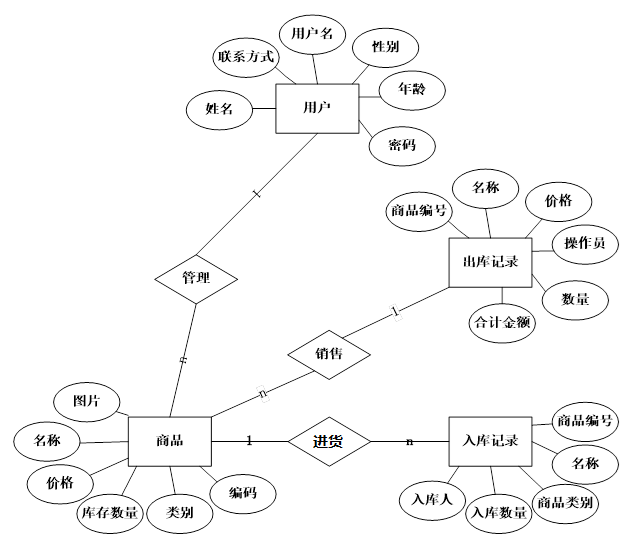 用户名
性别
联系方式
年龄
姓名
用户
密码
1
名称
价格
商品编号
操作员
出库记录
管理
数量
1
合计金额
销售
n
n
图片
商品编号
名称
商品
1
进货
n
入库记录
名称
价格
编码
入库人
商品类别
库存数量
类别
入库数量